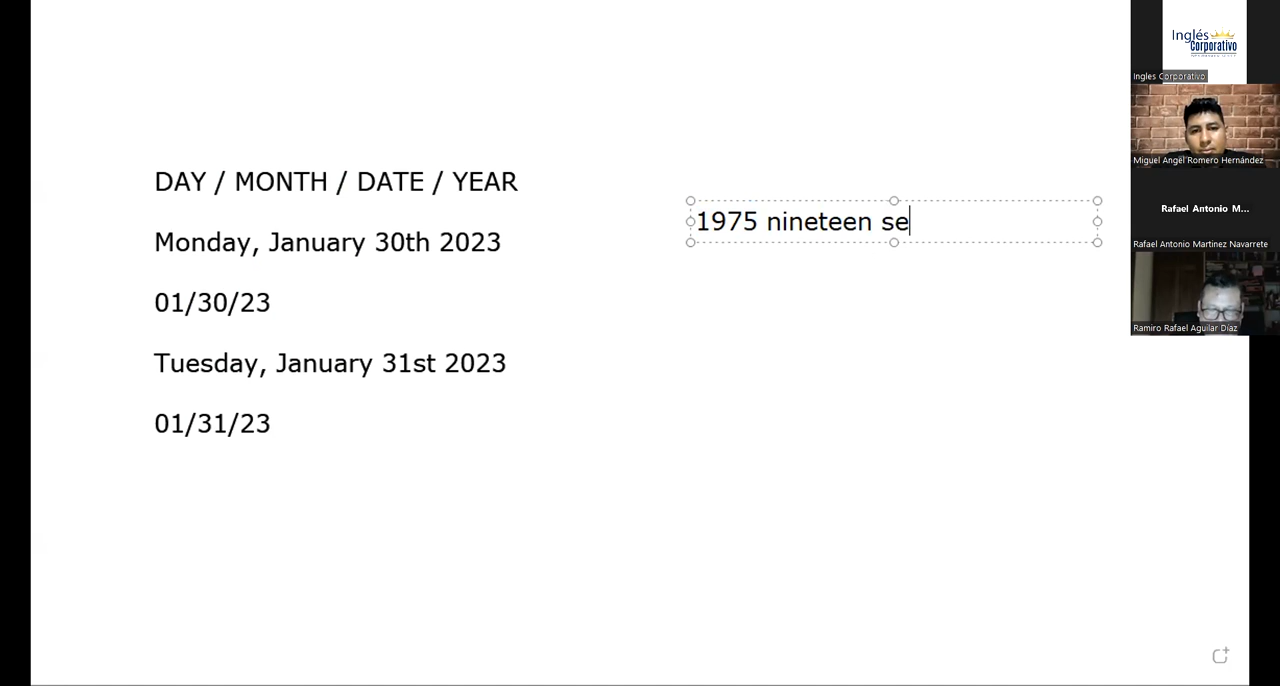 DAY / MONTH / DATE / YEAR
Monday, January 30th 2023
01/30/23
Tuesday, January 31st 2023
01/31/23
1975 nineteen se
Inglés
Corporativo
Ingles Corporativo
Miguel Angel Romero Hernández
Rafael Antonio M...
Rafael Antonio Martinez Navarrete
Ramiro Rafael Aguilar Díaz